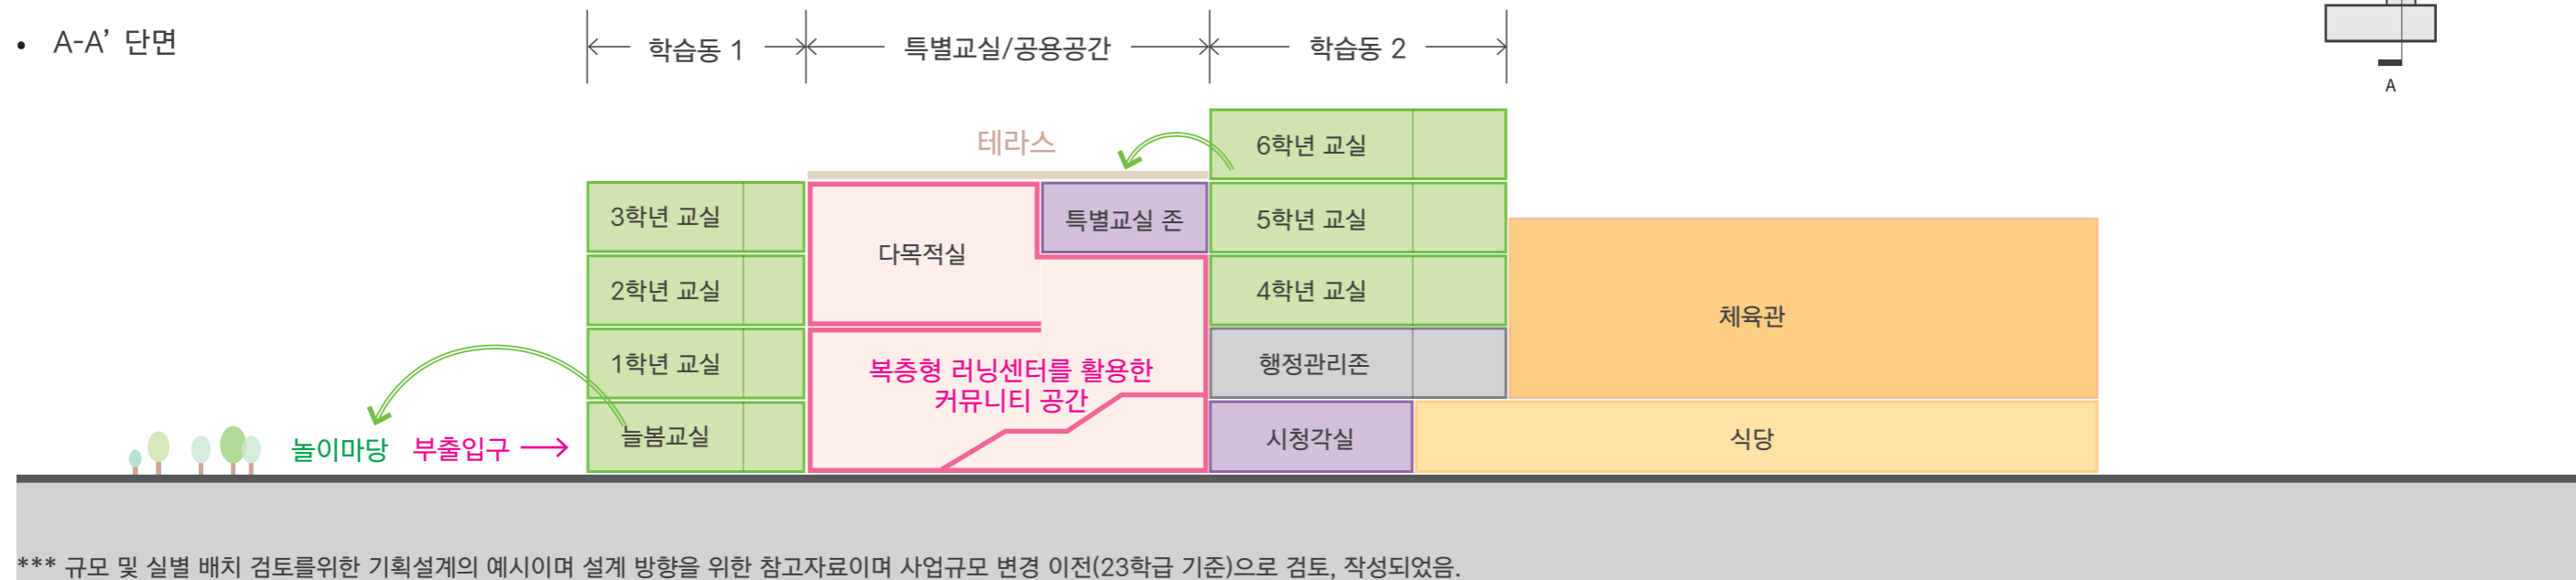 • A-A’ 단면
학습동 1
특별교실/공용공간
학습동 2
A
테라스
6학년 교실
3학년 교실
특별교실 존
5학년 교실
다목적실
2학년 교실
4학년 교실
체육관
1학년 교실
복층형 러닝센터를 활용한
커뮤니티 공간
행정관리존
놀이마당
부출입구
늘봄교실
시청각실
식당
*** 규모 및 실별 배치 검토를위한 기획설계의 예시이며 설계 방향을 위한 참고자료이며 사업규모 변경 이전(23학급 기준)으로 검토, 작성되었음.